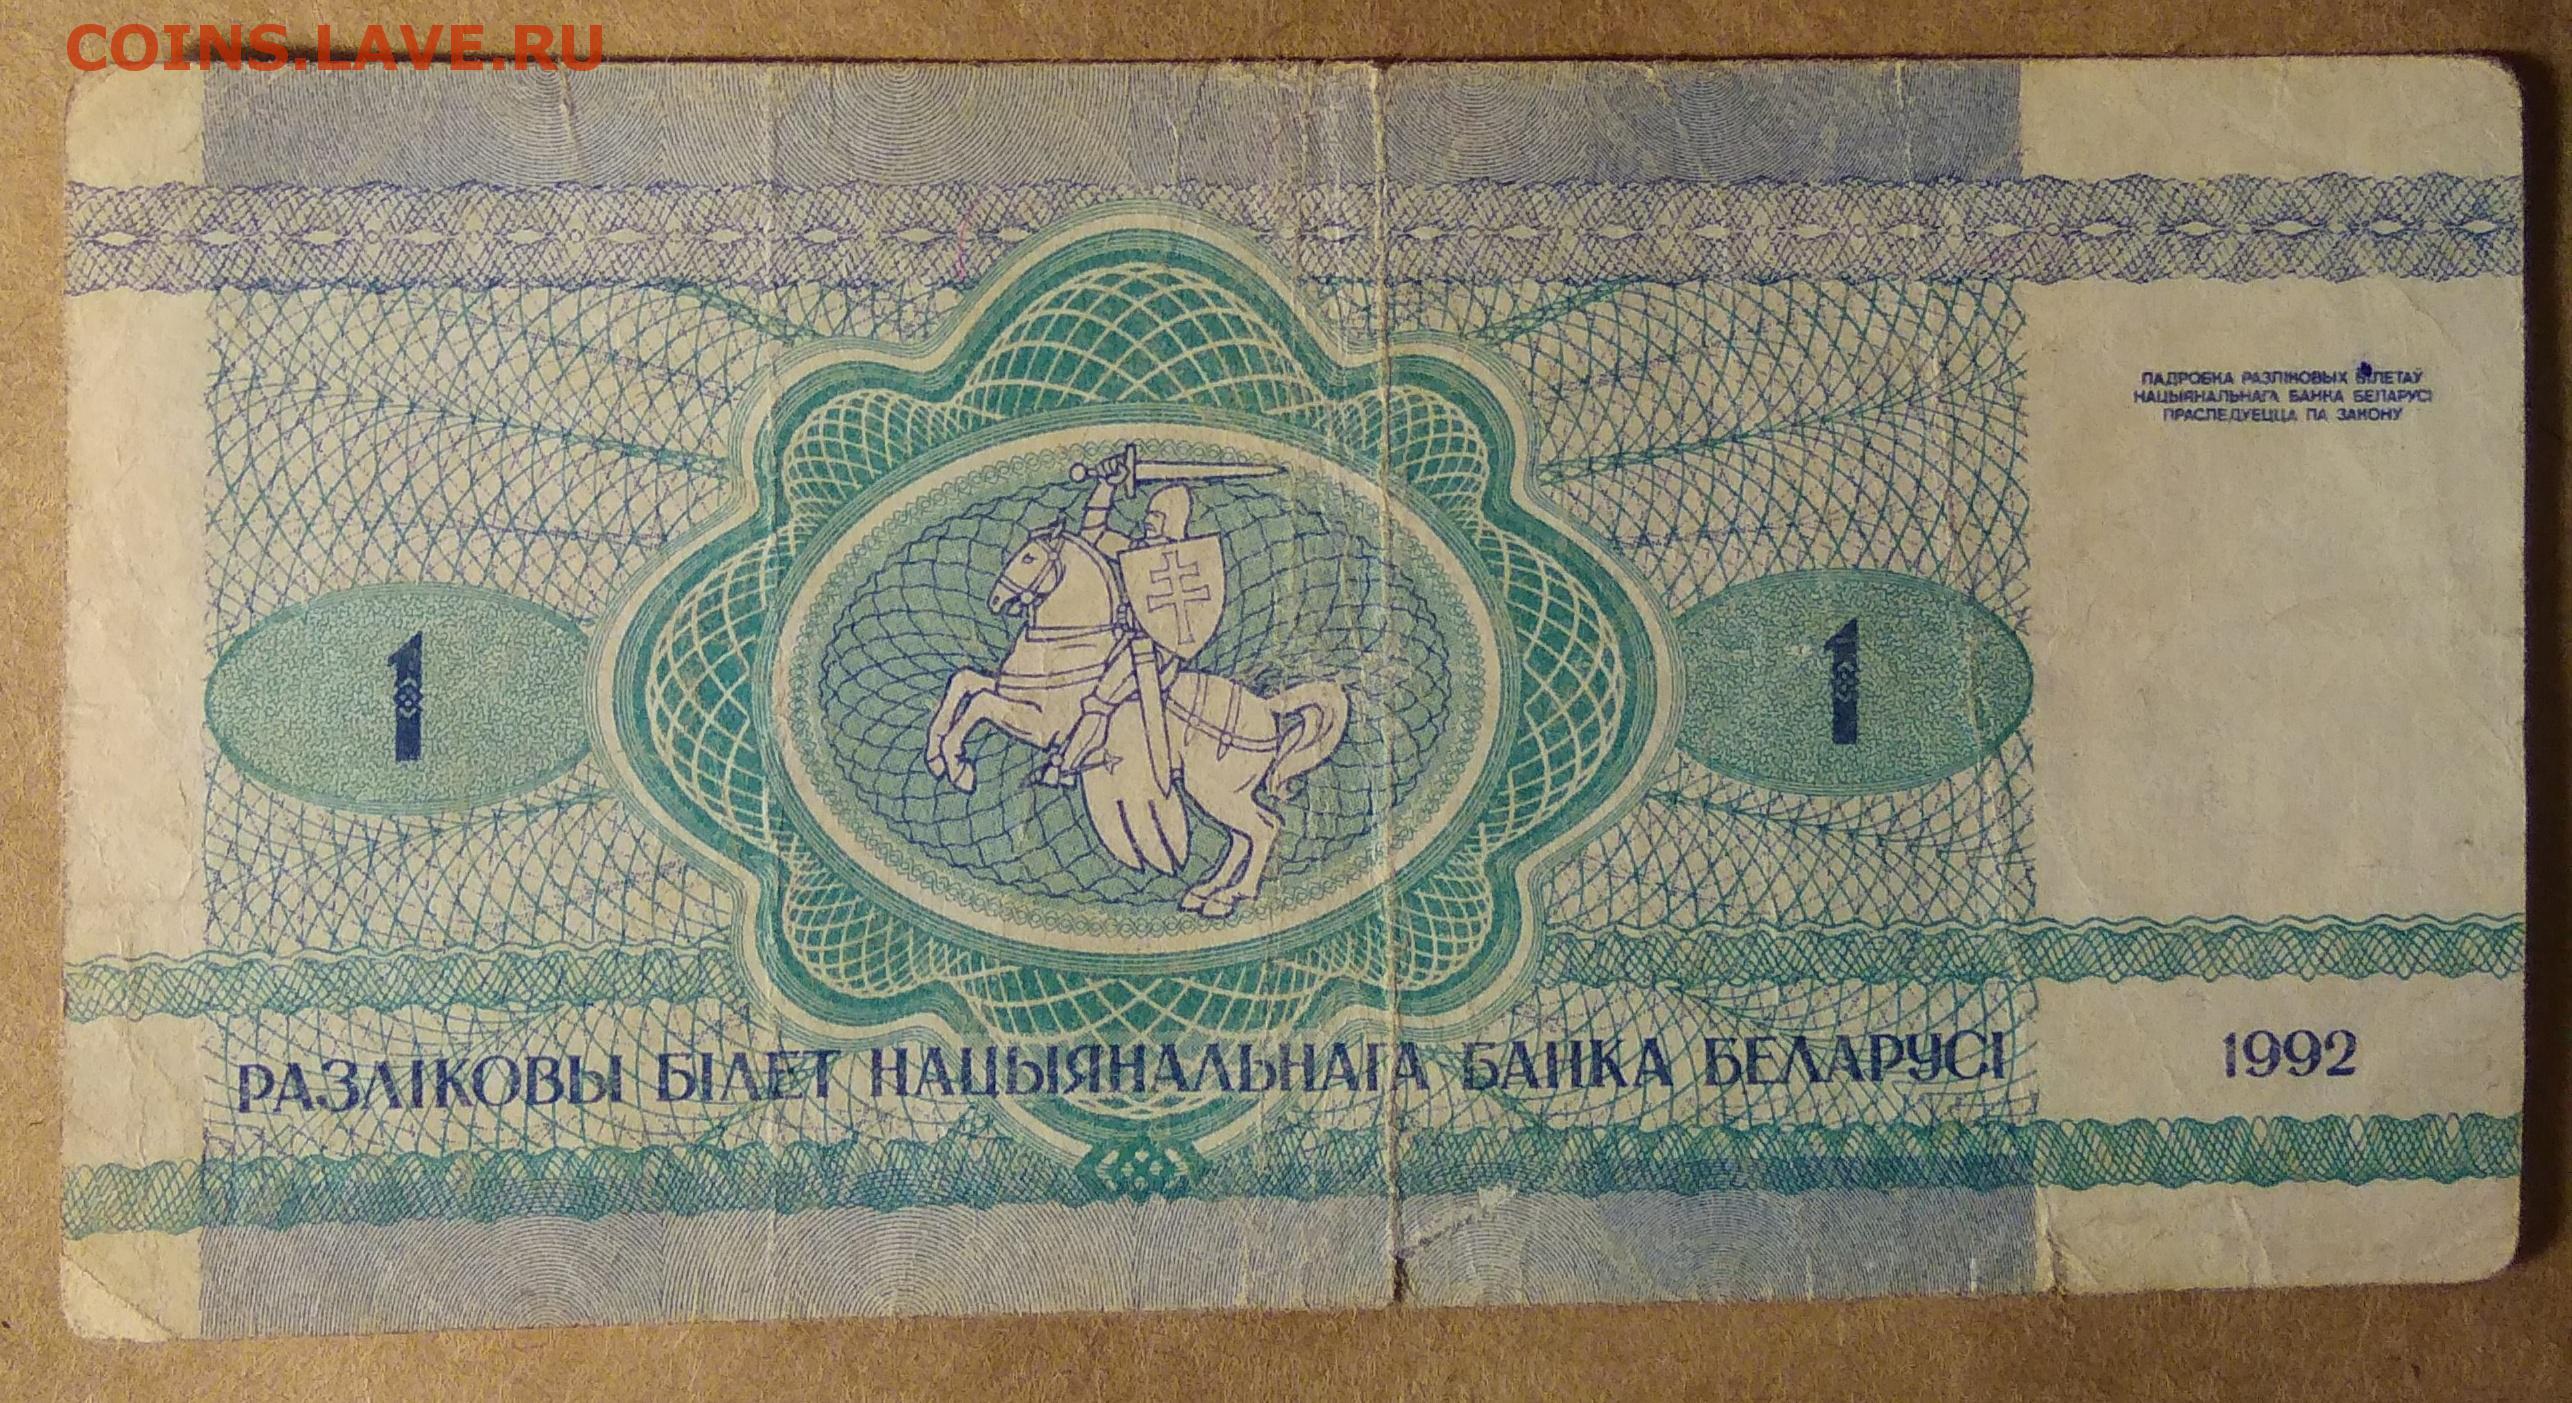 COINS.LAVE.RU
ПАДРОБКА РАЗЛІКОВЫХ БІЛЕТАЎ
НАЦЫЯНАЛЬНАГА БАНКА БЕЛАРУСІ
ПРАСЛЕДУЕЦЦА ПА ЗАКОНУ
1 1
РАЗЛІКОВЫ БІЛЕТ НАЦЫЯНАЛЬНАГА БАНКА БЕЛАРУСІ 1992